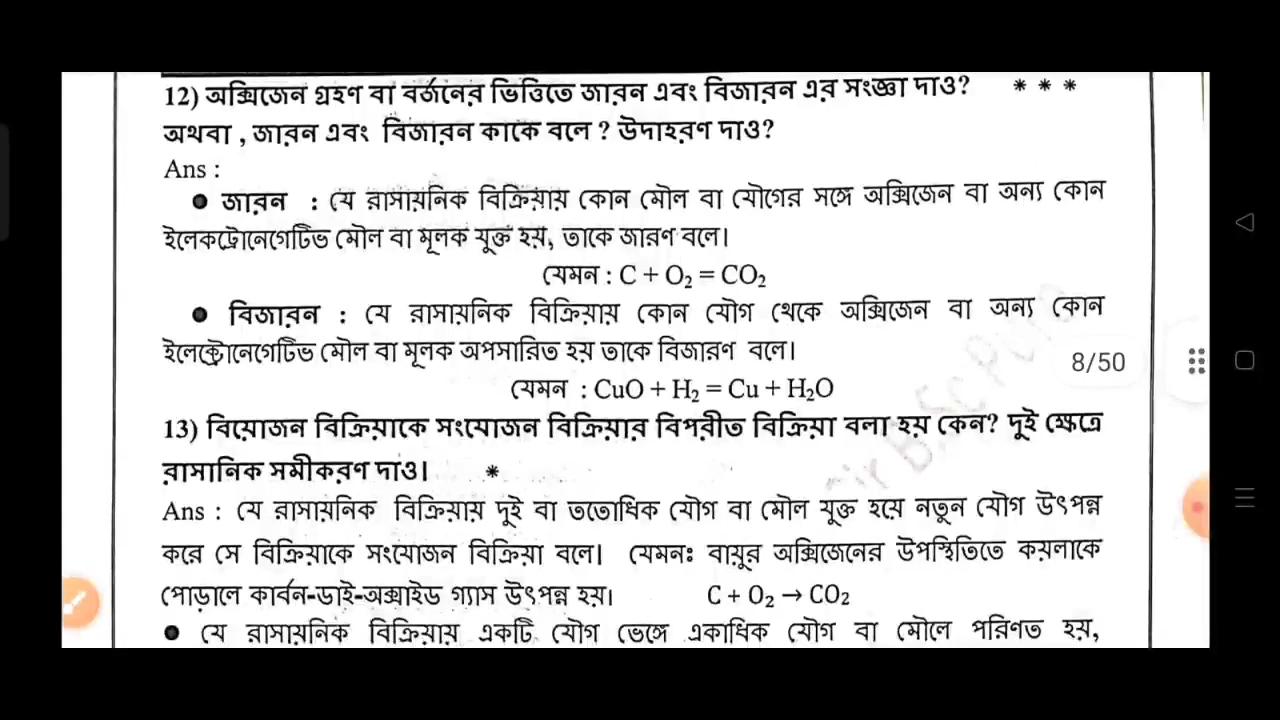 12) অক্সিজেন গ্রহণ বা বর্জনের ভিত্তিতে জারন এবং বিজারন এর সংজ্ঞা দাও? * * *
অথবা , জারন এবং বিজারন কাকে বলে ? উদাহরণ দাও?
Ans :
● জারন : যে রাসায়নিক বিক্রিয়ায় কোন মৌল বা যৌগের সঙ্গে অক্সিজেন বা অন্য কোন
ইলেকট্রোনেগেটিভ মৌল বা মূলক যুক্ত হয়, তাকে জারণ বলে।
যেমন : C + O₂ = CO₂
● বিজারন : যে রাসায়নিক বিক্রিয়ায় কোন যৌগ থেকে অক্সিজেন বা অন্য কোন
ইলেক্ট্রোনেগেটিভ মৌল বা মূলক অপসারিত হয় তাকে বিজারণ বলে।
8/50
যেমন : CuO + H₂ = Cu + H₂O
13) বিয়োজন বিক্রিয়াকে সংযোজন বিক্রিয়ার বিপরীত বিক্রিয়া বলা হয় কেন? দুই ক্ষেত্রে
রাসানিক সমীকরণ দাও। *
Ans : যে রাসায়নিক বিক্রিয়ায় দুই বা ততোধিক যৌগ বা মৌল যুক্ত হয়ে নতুন যৌগ উৎপন্ন
করে সে বিক্রিয়াকে সংযোজন বিক্রিয়া বলে। যেমনঃ বায়ুর অক্সিজেনের উপস্থিতিতে কয়লাকে
পোড়ালে কার্বন-ডাই-অক্সাইড গ্যাস উৎপন্ন হয়। C + O₂ → CO₂
● যে রাসায়নিক বিক্রিয়ায় একটি যৌগ ভেঙ্গে একাধিক যৌগ বা মৌলে পরিণত হয়,